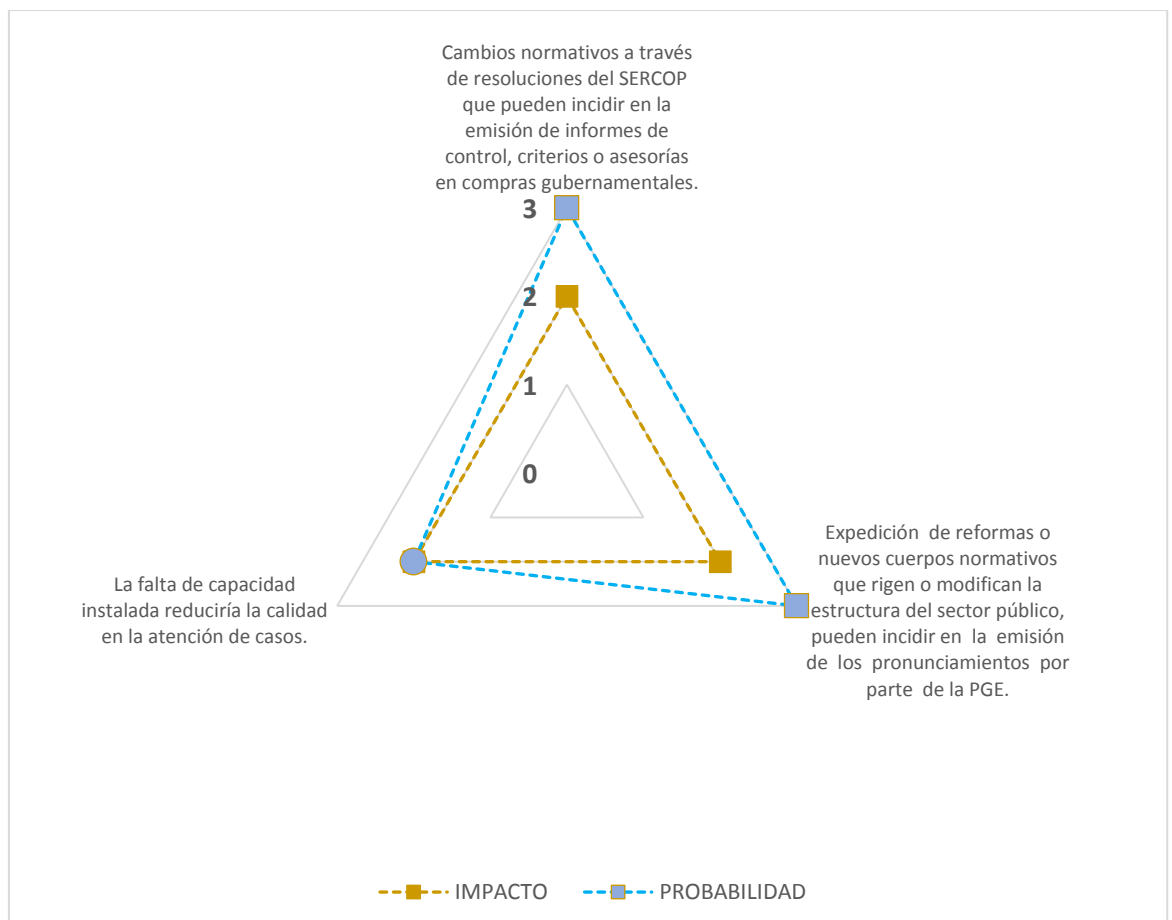 Cambios normativos a través
de resoluciones del SERCOP
que pueden incidir en la
emisión de informes de
control, criterios o asesorías
en compras gubernamentales.
3
2
1
0
Expedición de reformas o
nuevos cuerpos normativos
que rigen o modifican la
estructura del sector público,
pueden incidir en la emisión
de los pronunciamientos por
parte de la PGE.
La falta de capacidad
instalada reduciría la calidad
en la atención de casos.
IMPACTO
PROBABILIDAD